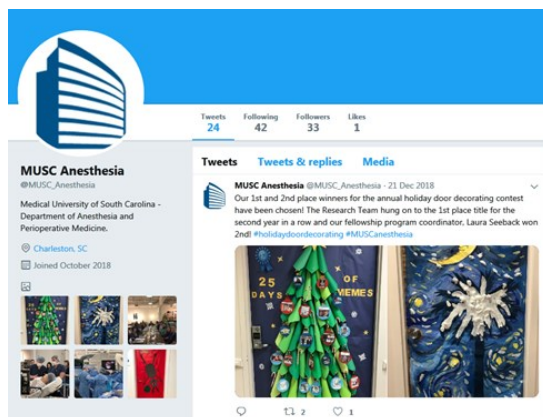 Tweets Following Followers Likes
24 42 33 1
MUSC Anesthesia
@MUSC_Anesthesia
Medical University of South Carolina -
Department of Anesthesia and
Perioperative Medicine.
Charleston, SC
Joined October 2018
Tweets Tweets & replies Media
MUSC Anesthesia @MUSC_Anesthesia · 21 Dec 2018
Our 1st and 2nd place winners for the annual holiday door decorating contest
have been chosen! The Research Team hung on to the 1st place title for the
second year in a row and our fellowship program coordinator, Laura Seeback won
2nd! #holidaydoordecorating #MUSCanesthesia
25 OF
DAYS MEMES
2 1